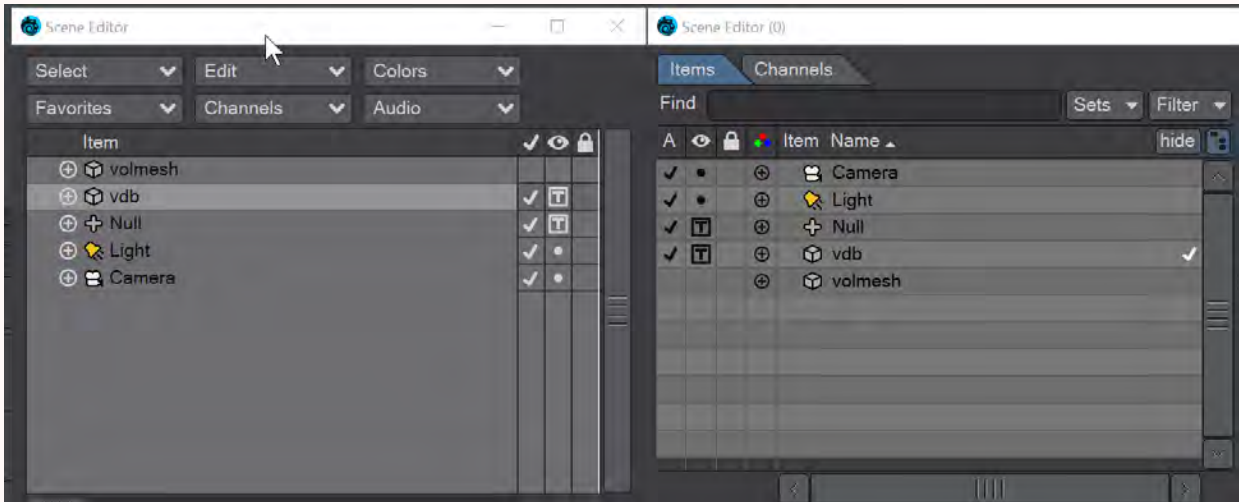 Scene Editor
Select Edit Colors
Favorites Channels Audio
Item
volmesh
vdb T
Null T
Light
Camera
Scene Editor (0)
Items Channels
Find Sets Filter
A Item Name hide
Camera
Light
T Null
T vdb
volmesh